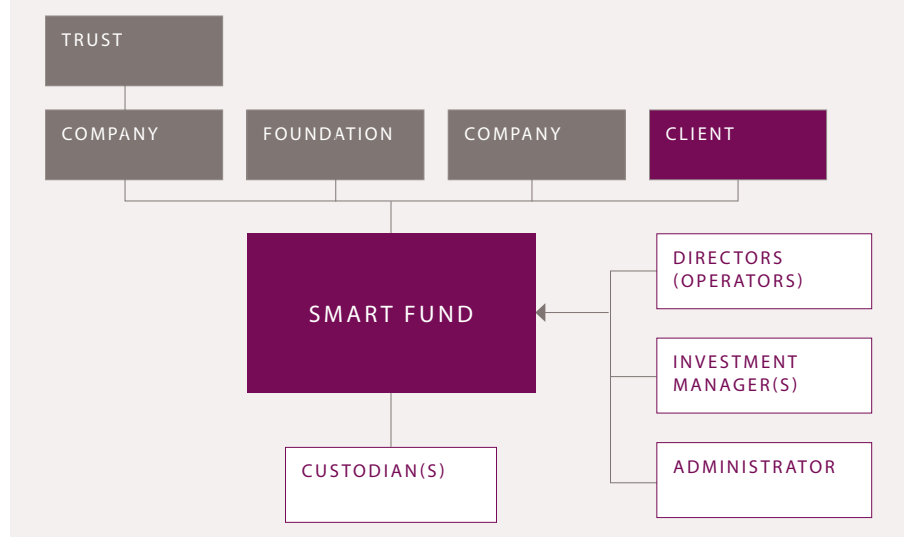 TRUST
COMPANY
FOUNDATION
COMPANY
CLIENT
SMART FUND
DIRECTORS
(OPERATORS)
INVESTMENT
MANAGER(S)
ADMINISTRATOR
CUSTODIAN(S)